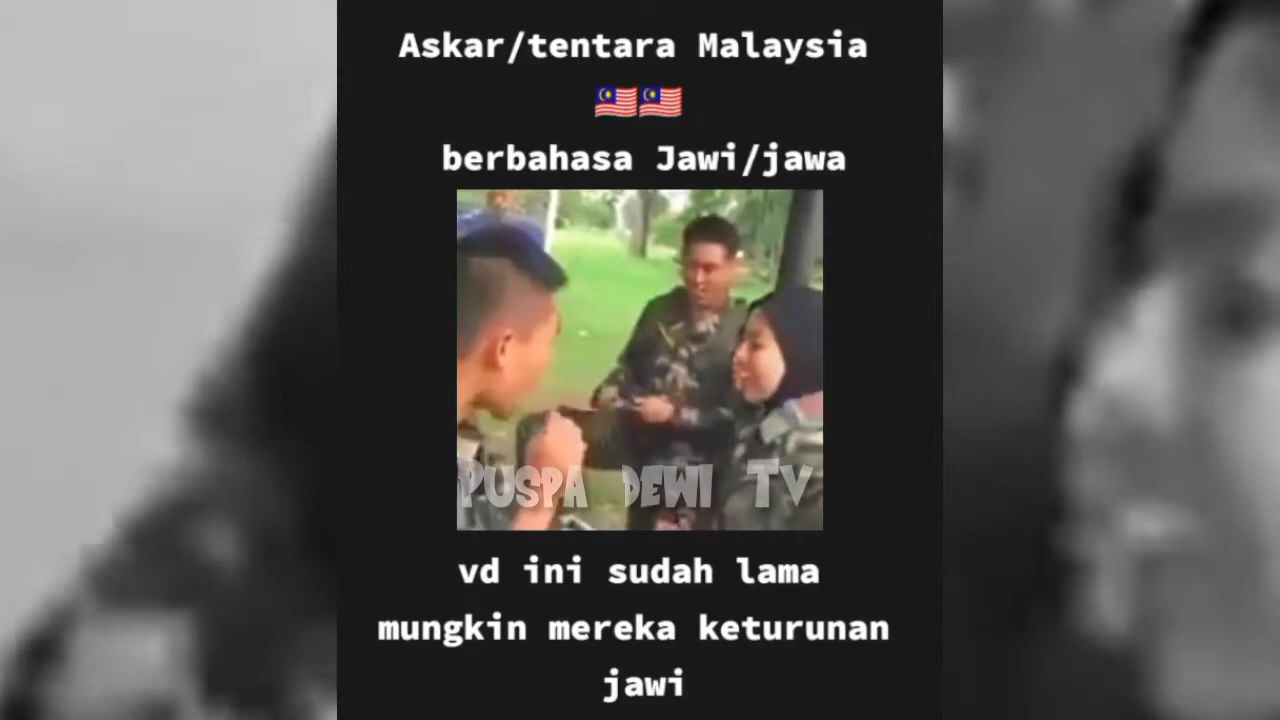 Askar/tentara Malaysia
🇲🇾🇲🇾
berbahasa Jawi/jawa
PUSPA DEWI TV
vd ini sudah lama
mungkin mereka keturunan
jawi